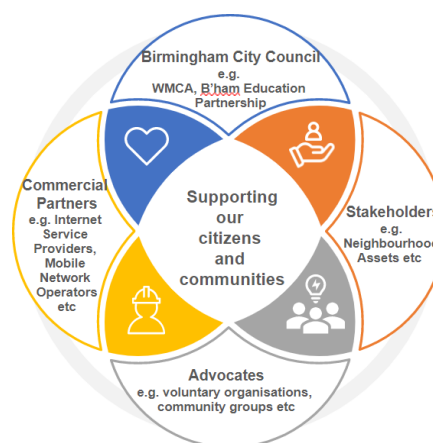 Birmingham City Council
e.g.
WMCA, B'ham Education
Partnership
Commercial
Partners
e.g. Internet
Service
Providers,
Mobile
Network
Operators
etc
Supporting
our
citizens
and
communities
Stakeholders
e.g.
Neighbourhood
Assets etc
Advocates
e.g. voluntary organisations,
community groups etc